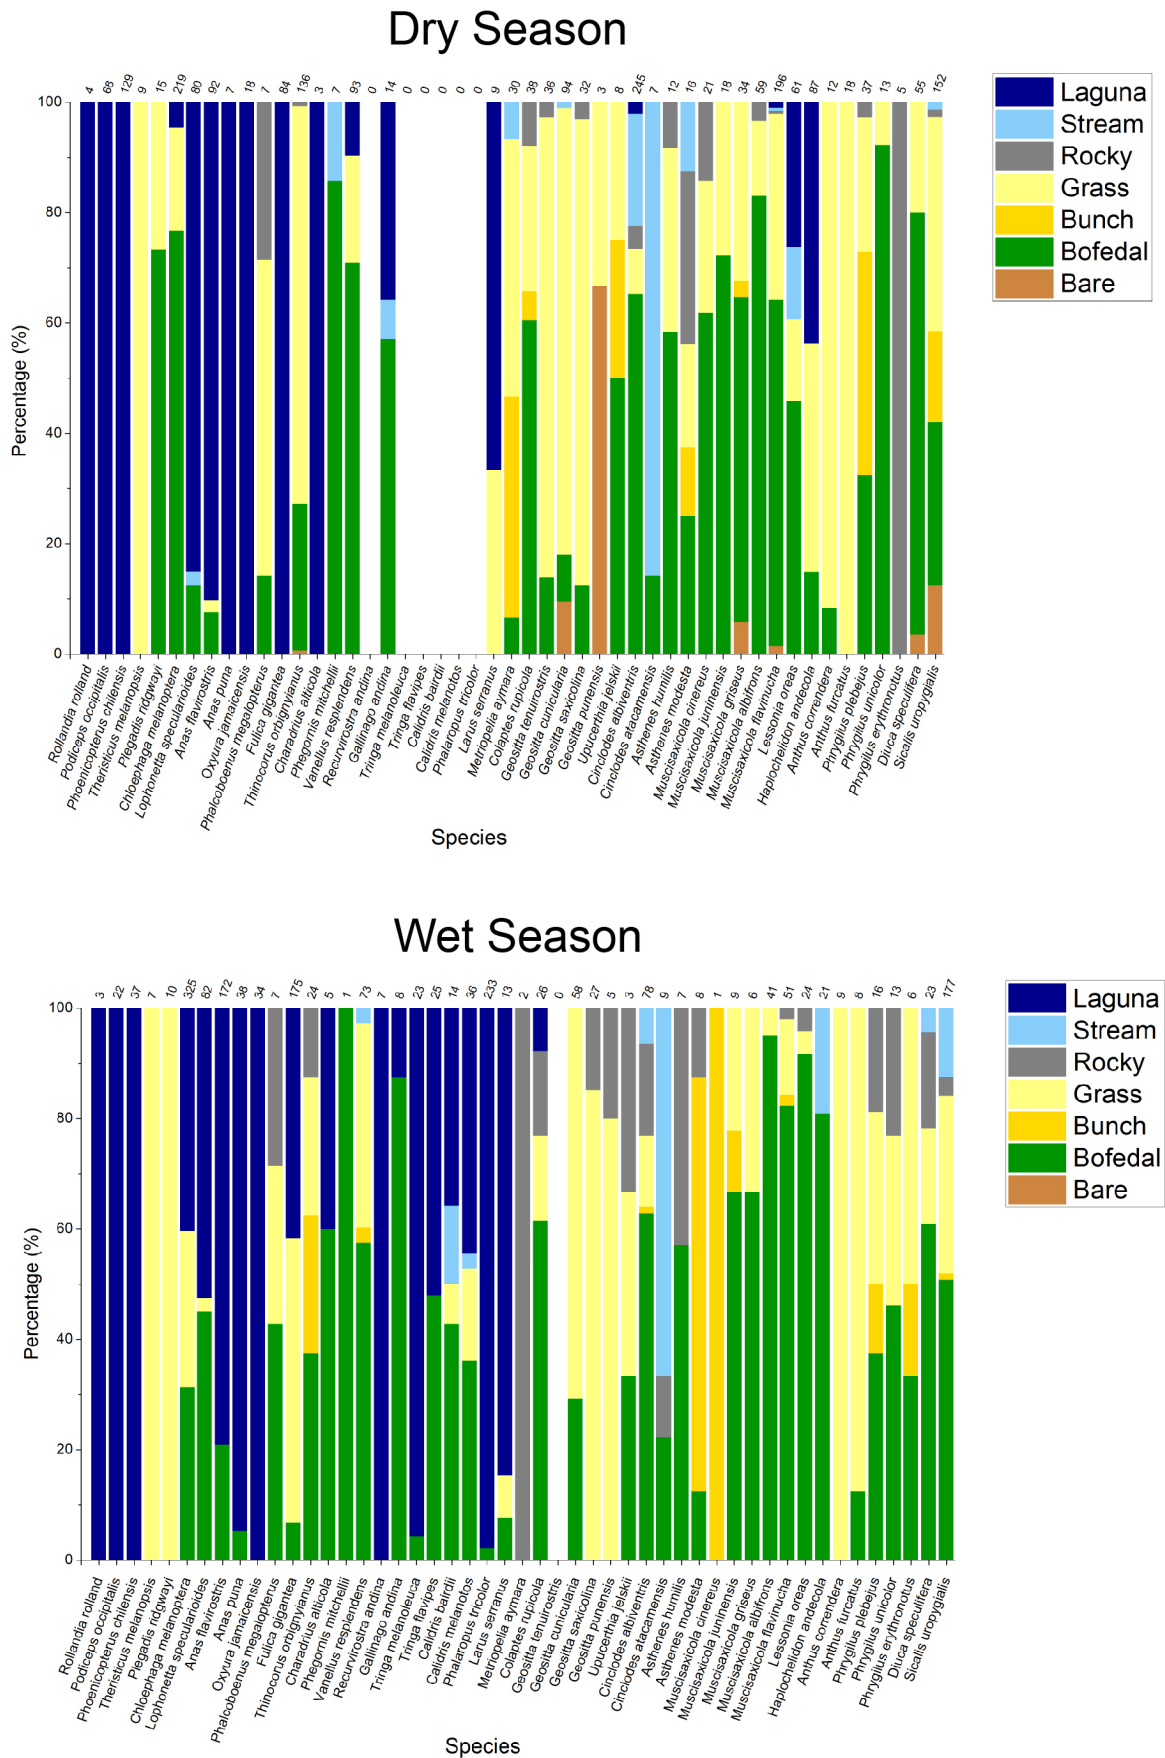 Dry Season
4 68 129 9 15 219 80 92 7 18 7 84 136 3 7 93 0 14 0 0 0 0 0 9 30 38 36 94 32 3 8 245 7 12 16 21 18 34 59 196 61 87 12 18 37 13 5 55 152
100
80
60
40
20
0
Percentage (%)
Laguna
Stream
Rocky
Grass
Bunch
Bofedal
Bare
Rollandia rolland
Podiceps occipitalis
Phoenicopterus chilensis
Theristicus melanopsis
Plegadis ridgwayi
Chloephaga melanoptera
Lophonetta specularioides
Anas flavirostris
Anas puna
Oxyura jamaicensis
Phalcoboenus megalopterus
Fulica gigantea
Thinocorus orbignyianus
Charadrius alticola
Phegornis mitchellii
Vanellus resplendens
Recurvirostra andina
Gallinago andina
Tringa melanoleuca
Tringa flavipes
Calidris bairdii
Calidris melanotos
Phalaropus tricolor
Larus serranus
Metriopelia aymara
Colaptes rupicola
Geositta tenuirostris
Geositta cunicularia
Geositta saxicolina
Geositta punensis
Upucerthia jelskii
Cinclodes albiventris
Cinclodes atacamensis
Asthenes humilis
Asthenes modesta
Muscisaxicola cinereus
Muscisaxicola juninensis
Muscisaxicola griseus
Muscisaxicola albifrons
Muscisaxicola flavinucha
Lessonia oreas
Haplochelidon andecola
Anthus correndera
Anthus furcatus
Phrygilus plebejus
Phrygilus unicolor
Phrygilus erythronotus
Diuca speculifera
Sicalis uropygialis
Species
Wet Season
3 22 37 7 10 325 82 172 38 34 7 175 24 5 1 73 7 8 23 25 14 36 233 13 2 26 0 58 27 5 3 78 9 7 8 1 9 6 41 51 24 21 9 8 16 13 6 23 177
100
80
60
40
20
0
Percentage (%)
Laguna
Stream
Rocky
Grass
Bunch
Bofedal
Bare
Rollandia rolland
Podiceps occipitalis
Phoenicopterus chilensis
Theristicus melanopsis
Plegadis ridgwayi
Chloephaga melanoptera
Lophonetta specularioides
Anas flavirostris
Anas puna
Oxyura jamaicensis
Phalcoboenus megalopterus
Fulica gigantea
Thinocorus orbignyianus
Charadrius alticola
Phegornis mitchellii
Vanellus resplendens
Recurvirostra andina
Gallinago andina
Tringa melanoleuca
Tringa flavipes
Calidris bairdii
Calidris melanotos
Phalaropus tricolor
Larus serranus
Metriopelia aymara
Colaptes rupicola
Geositta tenuirostris
Geositta cunicularia
Geositta saxicolina
Geositta punensis
Upucerthia jelskii
Cinclodes albiventris
Cinclodes atacamensis
Asthenes humilis
Asthenes modesta
Muscisaxicola cinereus
Muscisaxicola juninensis
Muscisaxicola griseus
Muscisaxicola albifrons
Muscisaxicola flavinucha
Lessonia oreas
Haplochelidon andecola
Anthus correndera
Anthus furcatus
Phrygilus plebejus
Phrygilus unicolor
Phrygilus erythronotus
Diuca speculifera
Sicalis uropygialis
Species